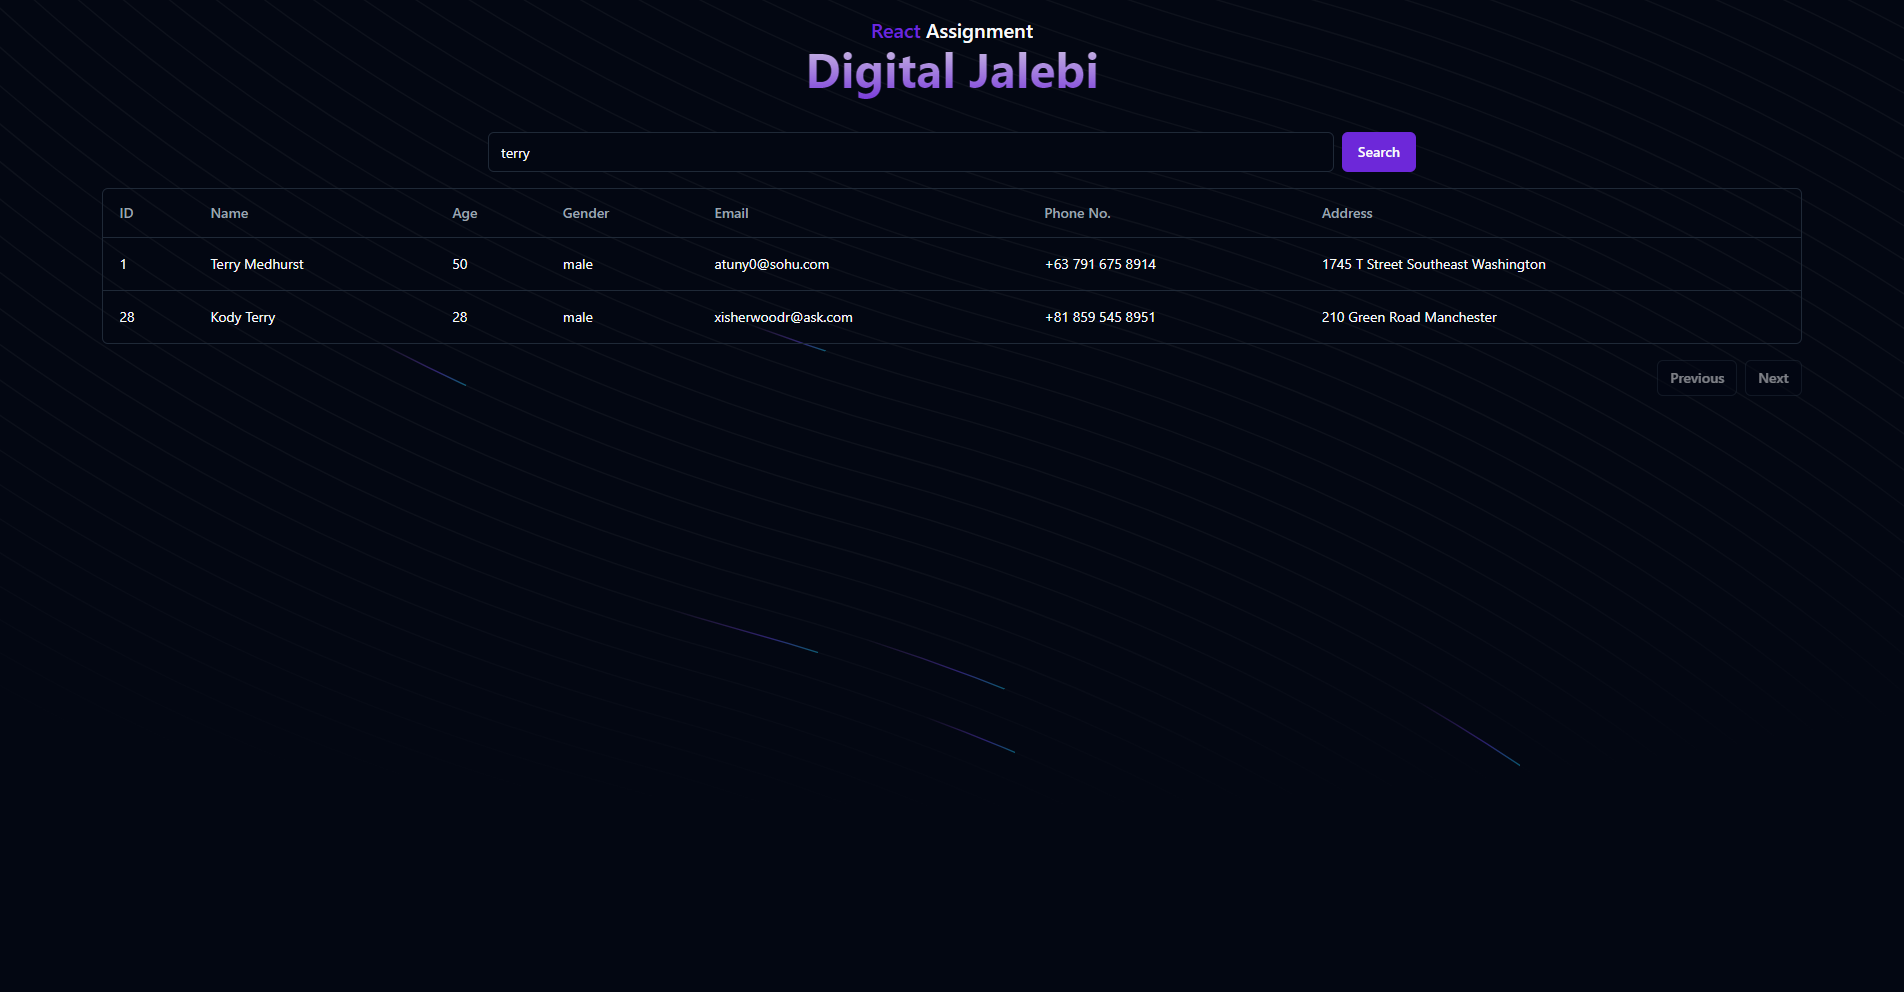 React Assignment
Digital Jalebi
terry Search
ID Name Age Gender Email Phone No. Address
1 Terry Medhurst 50 male atuny0@sohu.com +63 791 675 8914 1745 T Street Southeast Washington
28 Kody Terry 28 male xisherwoodr@ask.com +81 859 545 8951 210 Green Road Manchester
Previous Next